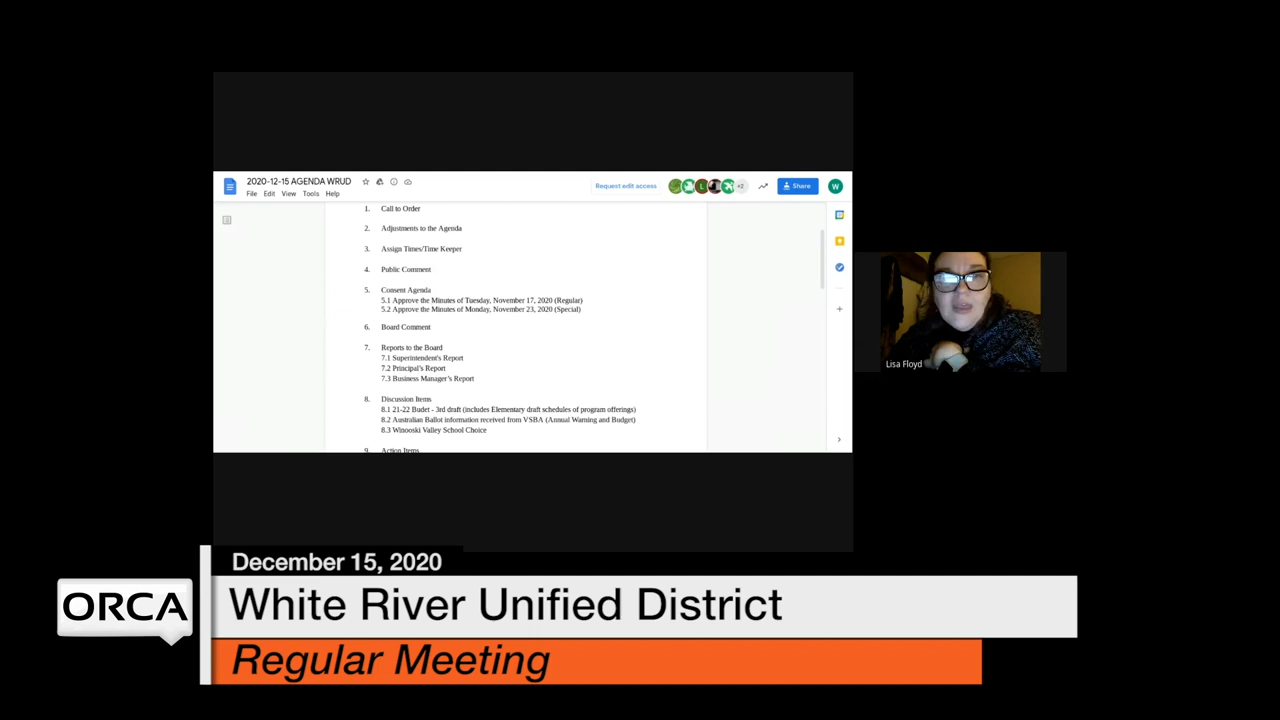 2020-12-15 AGENDA WRUD
File Edit View Tools Help
Request edit access
L
+2
Share
W
1. Call to Order
2. Adjustments to the Agenda
3. Assign Times/Time Keeper
4. Public Comment
5. Consent Agenda
5.1 Approve the Minutes of Tuesday, November 17, 2020 (Regular)
5.2 Approve the Minutes of Monday, November 23, 2020 (Special)
6. Board Comment
7. Reports to the Board
7.1 Superintendent's Report
7.2 Principal's Report
7.3 Business Manager's Report
8. Discussion Items
8.1 21-22 Budet - 3rd draft (includes Elementary draft schedules of program offerings)
8.2 Australian Ballot information received from VSBA (Annual Warning and Budget)
8.3 Winooski Valley School Choice
9. Action Items
Lisa Floyd
December 15, 2020
ORCA
White River Unified District
Regular Meeting